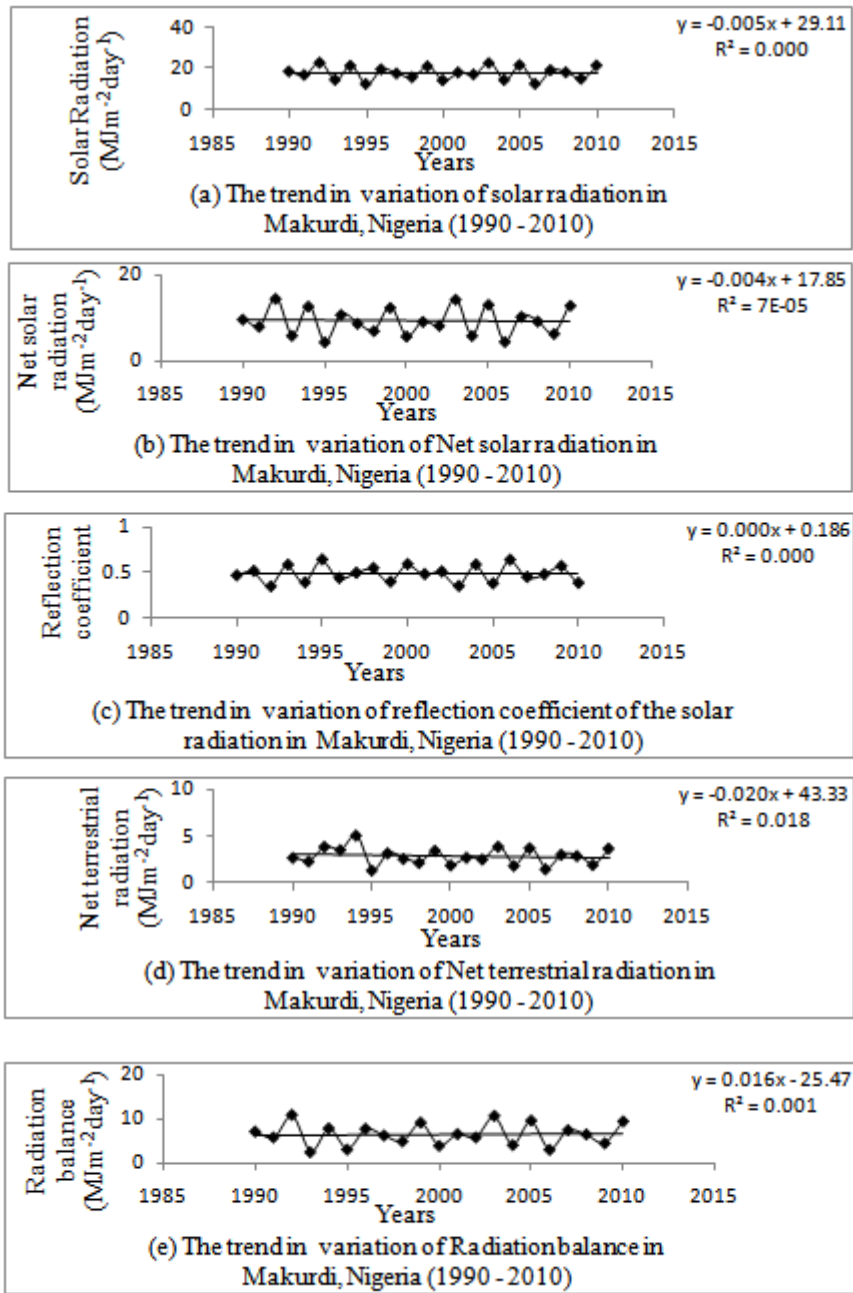 y = -0.005x + 29.11
R² = 0.000
Solar Radiation
(MJm⁻²day⁻¹)
40
20
0
1985 1990 1995 2000 2005 2010 2015
Years
(a) The trend in variation of solar radiation in
Makurdi, Nigeria (1990 - 2010)
y = -0.004x + 17.85
R² = 7E-05
Net solar
radiation
(MJm⁻²day⁻¹)
20
0
1985 1990 1995 2000 2005 2010 2015
Years
(b) The trend in variation of Net solar radiation in
Makurdi, Nigeria (1990 - 2010)
y = 0.000x + 0.186
R² = 0.000
Reflection
coefficient
1
0.5
0
1985 1990 1995 2000 2005 2010 2015
Years
(c) The trend in variation of reflection coefficient of the solar
radiation in Makurdi, Nigeria (1990 - 2010)
y = -0.020x + 43.33
R² = 0.018
Net terrestrial
radiation
(MJm⁻²day⁻¹)
10
5
0
1985 1990 1995 2000 2005 2010 2015
Years
(d) The trend in variation of Net terrestrial radiation in
Makurdi, Nigeria (1990 - 2010)
y = 0.016x - 25.47
R² = 0.001
Radiation
balance
(MJm⁻²day⁻¹)
20
10
0
1985 1990 1995 2000 2005 2010 2015
Years
(e) The trend in variation of Radiation balance in
Makurdi, Nigeria (1990 - 2010)